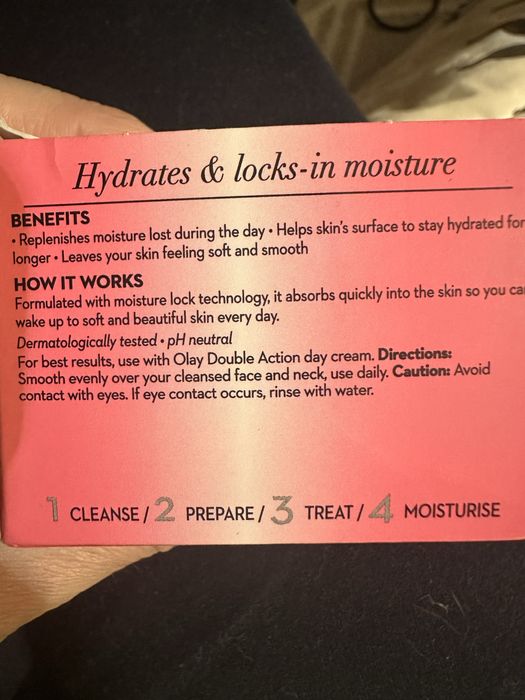 Hydrates & locks-in moisture
BENEFITS
• Replenishes moisture lost during the day • Helps skin's surface to stay hydrated for
longer • Leaves your skin feeling soft and smooth
HOW IT WORKS
Formulated with moisture lock technology, it absorbs quickly into the skin so you
wake up to soft and beautiful skin every day.
Dermatologically tested • pH neutral
For best results, use with Olay Double Action day cream. Directions:
Smooth evenly over your cleansed face and neck, use daily. Caution: Avoid
contact with eyes. If eye contact occurs, rinse with water.
1 CLEANSE / 2 PREPARE / 3 TREAT / 4 MOISTURISE